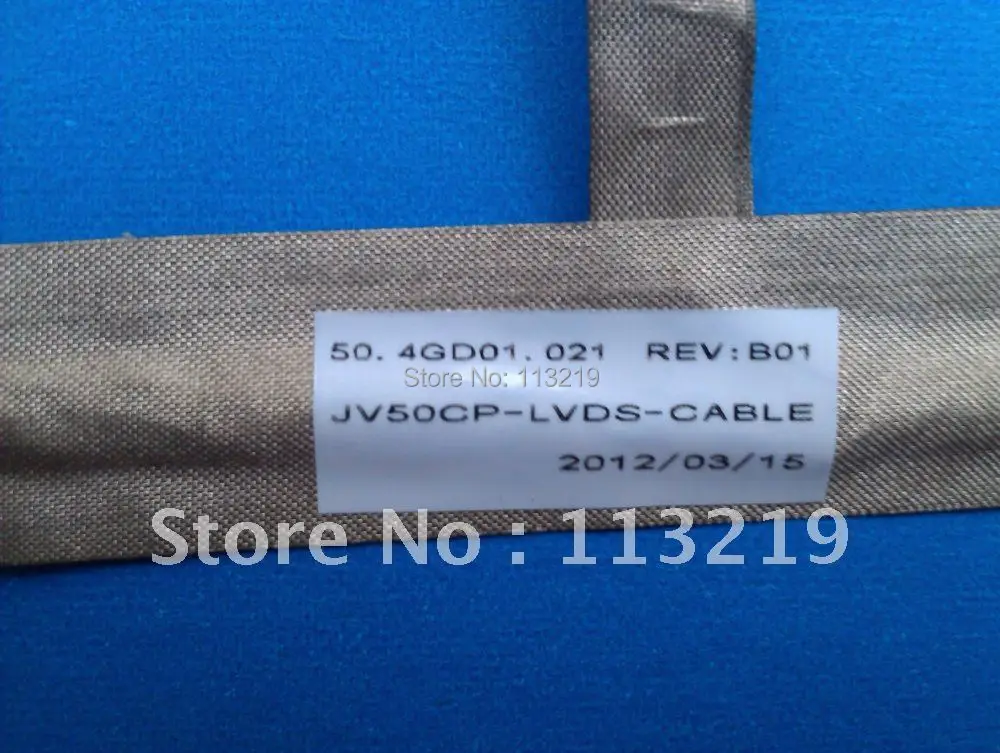 50.4GD01.021 REV:B01
Store No: 113219
JV50CP-LVDS-CABLE
2012/03/15
Store No : 113219